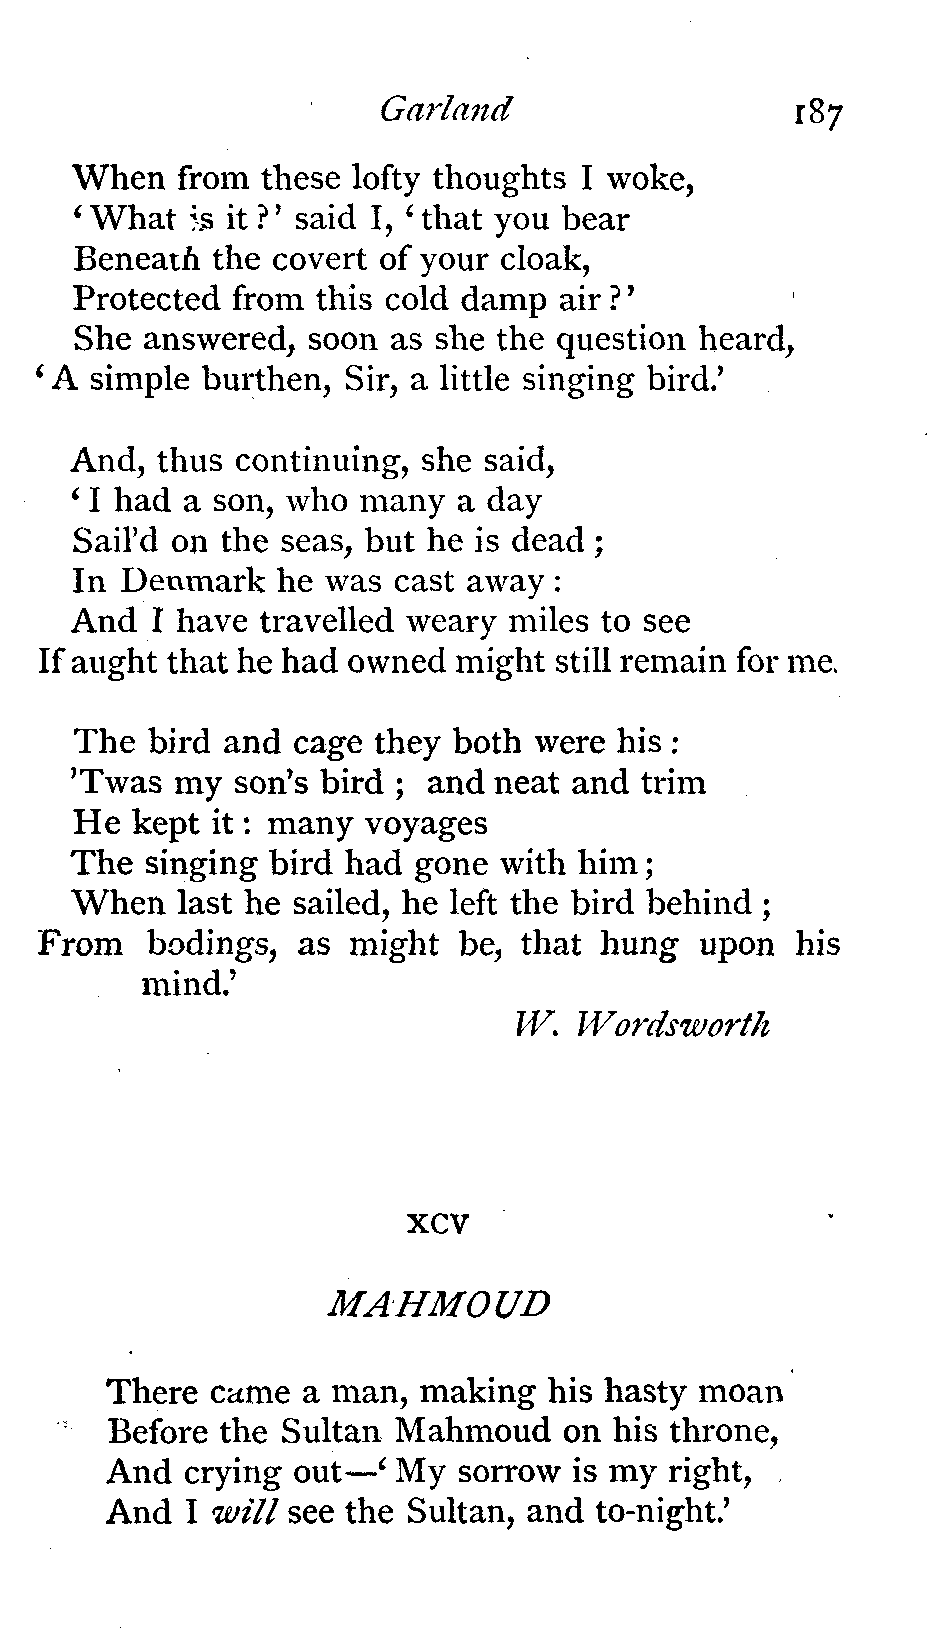 Garland 187
When from these lofty thoughts I woke,
‘What is it?’ said I, ‘that you bear
Beneath the covert of your cloak,
Protected from this cold damp air?’
She answered, soon as she the question heard,
‘A simple burthen, Sir, a little singing bird.’
And, thus continuing, she said,
‘I had a son, who many a day
Sail’d on the seas, but he is dead;
In Denmark he was cast away:
And I have travelled weary miles to see
If aught that he had owned might still remain for me.
The bird and cage they both were his:
’Twas my son’s bird; and neat and trim
He kept it: many voyages
The singing bird had gone with him;
When last he sailed, he left the bird behind;
From bodings, as might be, that hung upon his
mind.’
W. Wordsworth
XCV
MAHMOUD
There came a man, making his hasty moan
Before the Sultan Mahmoud on his throne,
And crying out—‘My sorrow is my right,
And I will see the Sultan, and to-night.’